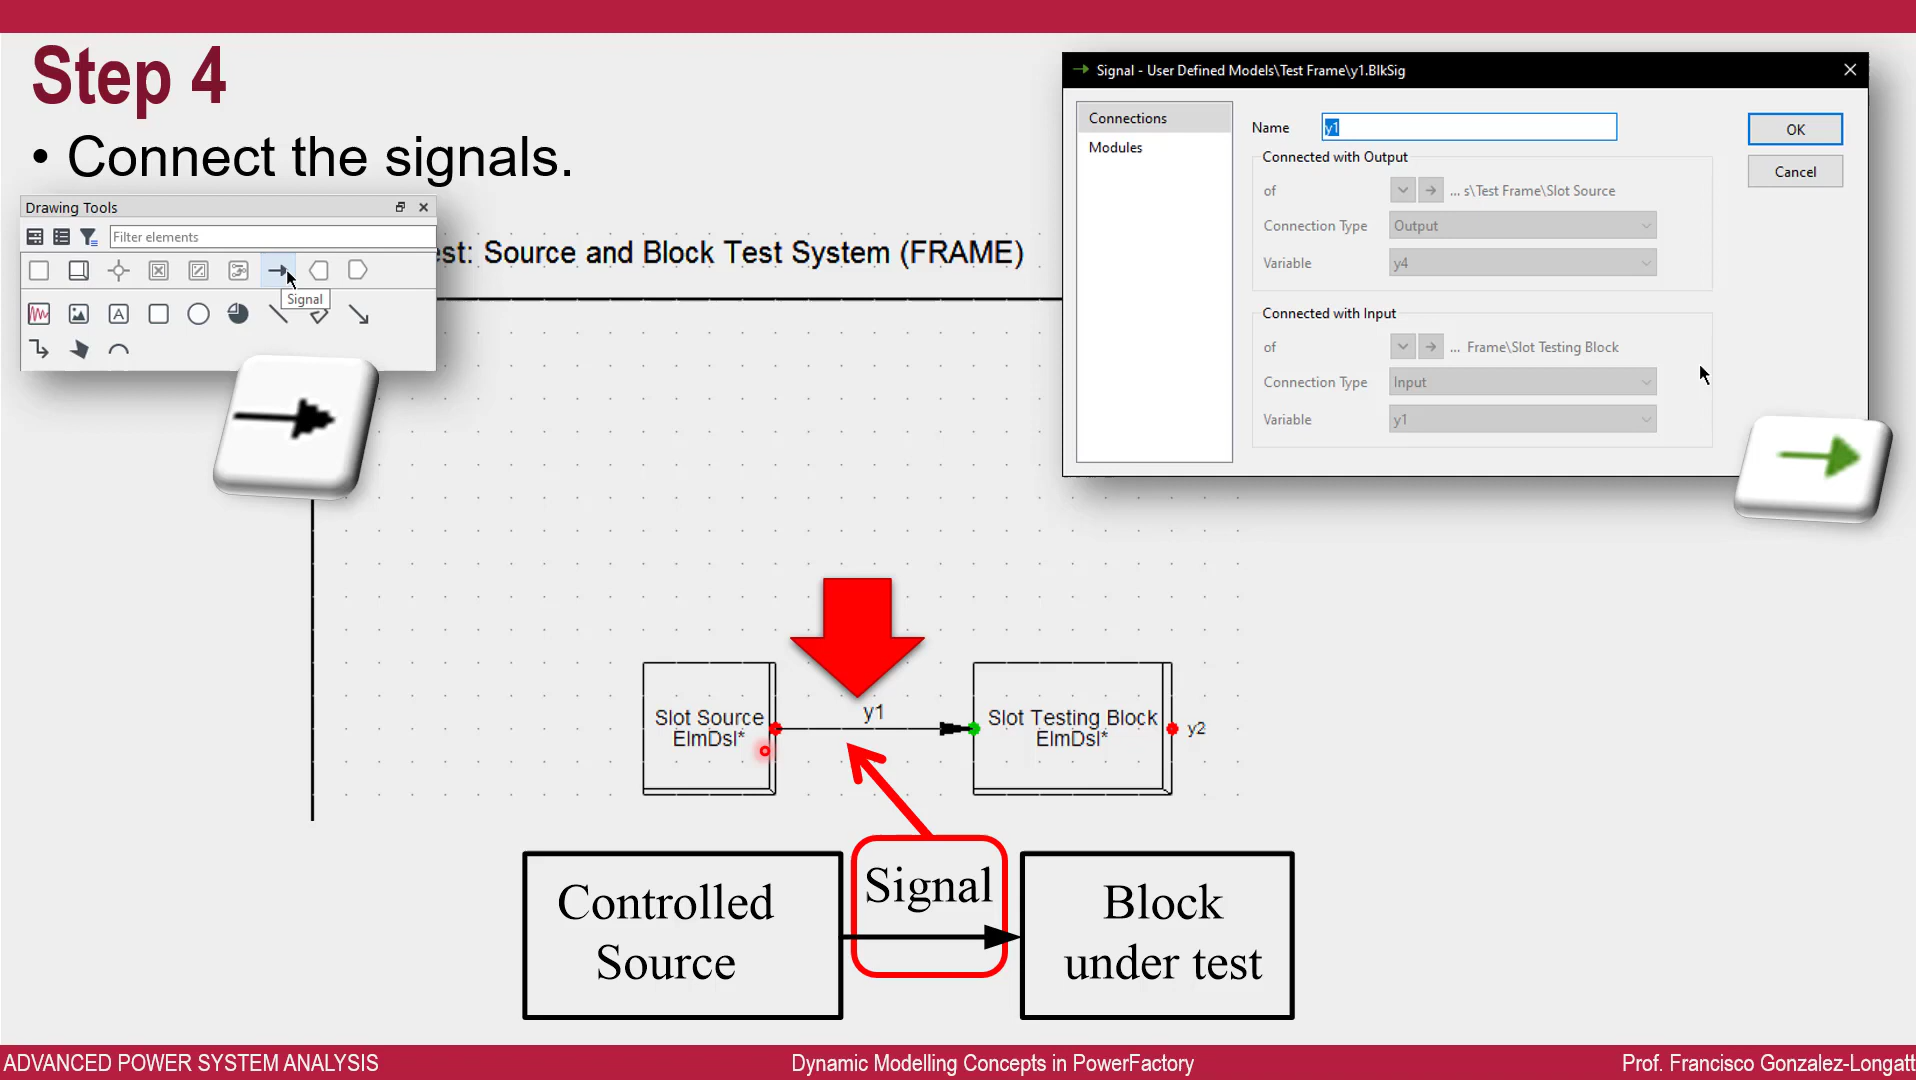 Step 4
• Connect the signals.
Drawing Tools
Filter elements
Signal
est: Source and Block Test System (FRAME)
Signal - User Defined Models\Test Frame\y1.BlkSig
Connections
Modules
Name y1
OK
Cancel
Connected with Output
of ... s\Test Frame\Slot Source
Connection Type Output
Variable y4
Connected with Input
of ... Frame\Slot Testing Block
Connection Type Input
Variable y1
Slot Source
ElmDsl*
y1
Slot Testing Block
ElmDsl*
y2
Controlled
Source
Signal
Block
under test
ADVANCED POWER SYSTEM ANALYSIS
Dynamic Modelling Concepts in PowerFactory
Prof. Francisco Gonzalez-Longatt